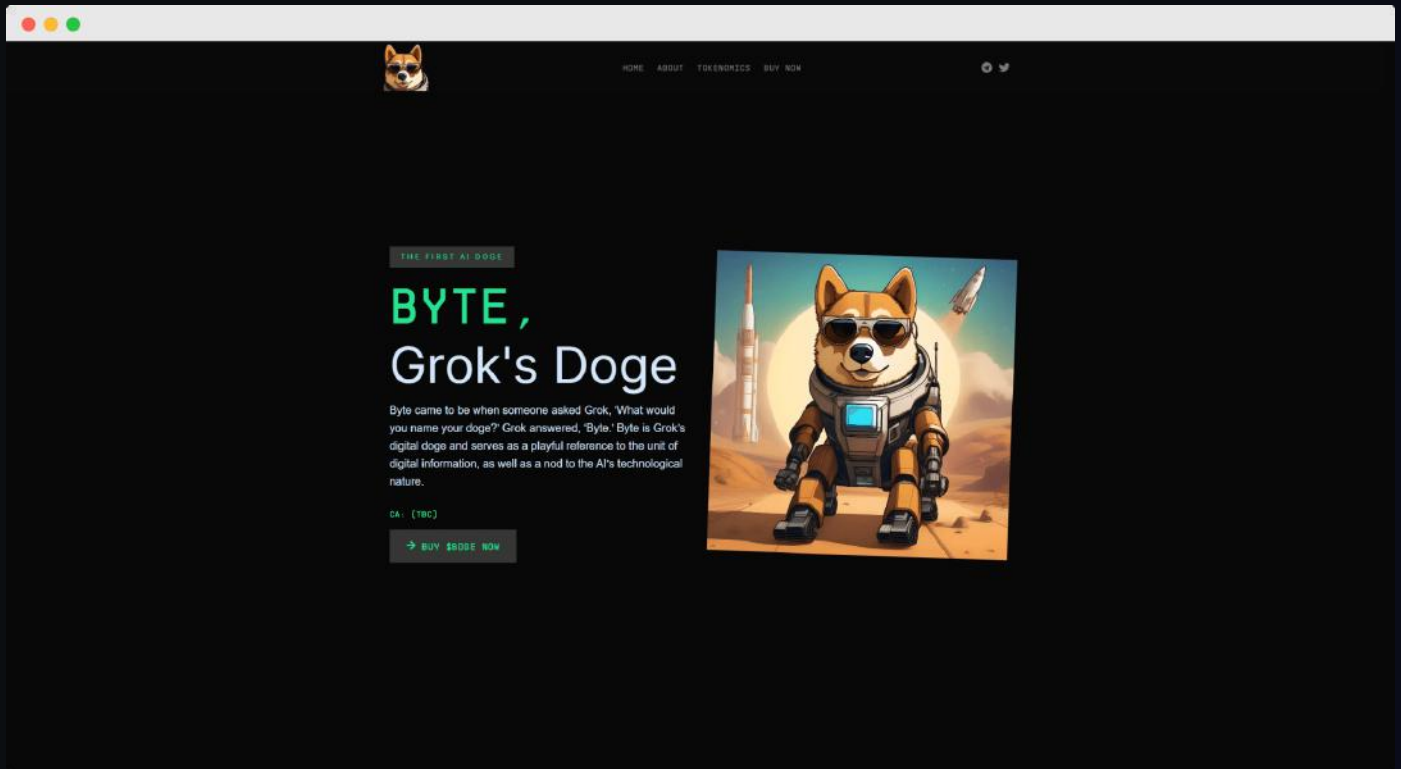 HOME ABOUT TOKENOMICS BUY NOW
THE FIRST AI DOGE
BYTE,
Grok's Doge
Byte came to be when someone asked Grok, 'What would
you name your doge?' Grok answered, 'Byte.' Byte is Grok's
digital doge and serves as a playful reference to the unit of
digital information, as well as a nod to the AI's technological
nature.
CA: (TBC)
→ BUY $BDGE NOW